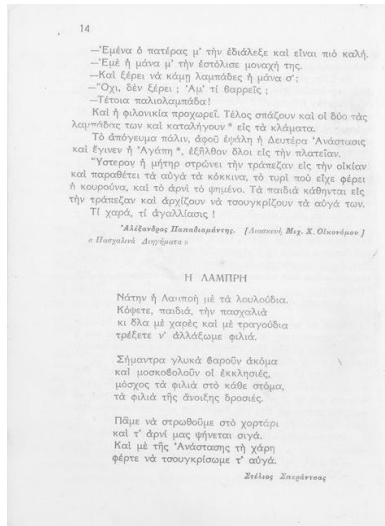 14
—Ἐμένα ὁ πατέρας μ' τὴν ἐδιάλεξε καὶ εἶναι πιὸ καλή.
—Ἐμὲ ἡ μάνα μ' τὴν ἐστόλισε μοναχή της.
—Καὶ ξέρει νὰ κάμῃ λαμπάδες ἡ μάνα σ';
—Ὄχι, δὲν ξέρει ; Ἀμ' τί θαρρεῖς ;
—Τέτοια παλιολαμπάδα!
Καὶ ἡ φιλονικία προχωρεῖ. Τέλος σπάζουν καὶ οἱ δύο τὰς
λαμπάδας των καὶ καταλήγουν * εἰς τὰ κλάματα.
Τὸ ἀπόγευμα πάλιν, ἀφοῦ ἐψάλη ἡ Δευτέρα Ἀνάστασις
καὶ ἔγινεν ἡ Ἀγάπη *, ἐξῆλθον ὅλοι εἰς τὴν πλατεῖαν.
Ὕστερον ἡ μήτηρ στρώνει τὴν τράπεζαν εἰς τὴν οἰκίαν
καὶ παραθέτει τὰ αὐγὰ τὰ κόκκινα, τὸ τυρὶ ποὺ εἶχε φέρει
ἡ κουρούνα, καὶ τὸ ἀρνὶ τὸ ψημένο. Τὰ παιδιὰ κάθηνται εἰς
τὴν τράπεζαν καὶ ἀρχίζουν νὰ τσουγκρίζουν τὰ αὐγά των.
Τί χαρά, τί ἀγαλλίασις !
Ἀλέξανδρος Παπαδιαμάντης. [Διασκευὴ Μιχ. Χ. Οἰκονόμου]
« Πασχαλινὰ Διηγήματα »
Η ΛΑΜΠΡΗ
Νάτην ἡ Λαμπρὴ μὲ τὰ λουλούδια.
Κόψετε, παιδιά, τὴν πασχαλιὰ
κι ὅλα μὲ χαρὲς καὶ μὲ τραγούδια
τρέξετε ν' ἀλλάξωμε φιλιά.
Σήμαντρα γλυκὰ βαροῦν ἀκόμα
καὶ μοσκοβολοῦν οἱ ἐκκλησιές,
μόσχος τὰ φιλιὰ στὸ κάθε στόμα,
τὰ φιλιὰ τῆς ἄνοιξης δροσιές.
Πᾶμε νὰ στρωθοῦμε στὸ χορτάρι
καὶ τ' ἀρνί μας ψήνεται σιγά.
Καὶ μὲ τῆς Ἀνάστασης τὴ χάρη
φέρτε νὰ τσουγκρίσωμε τ' αὐγά.
Στέλιος Σπεράντσας